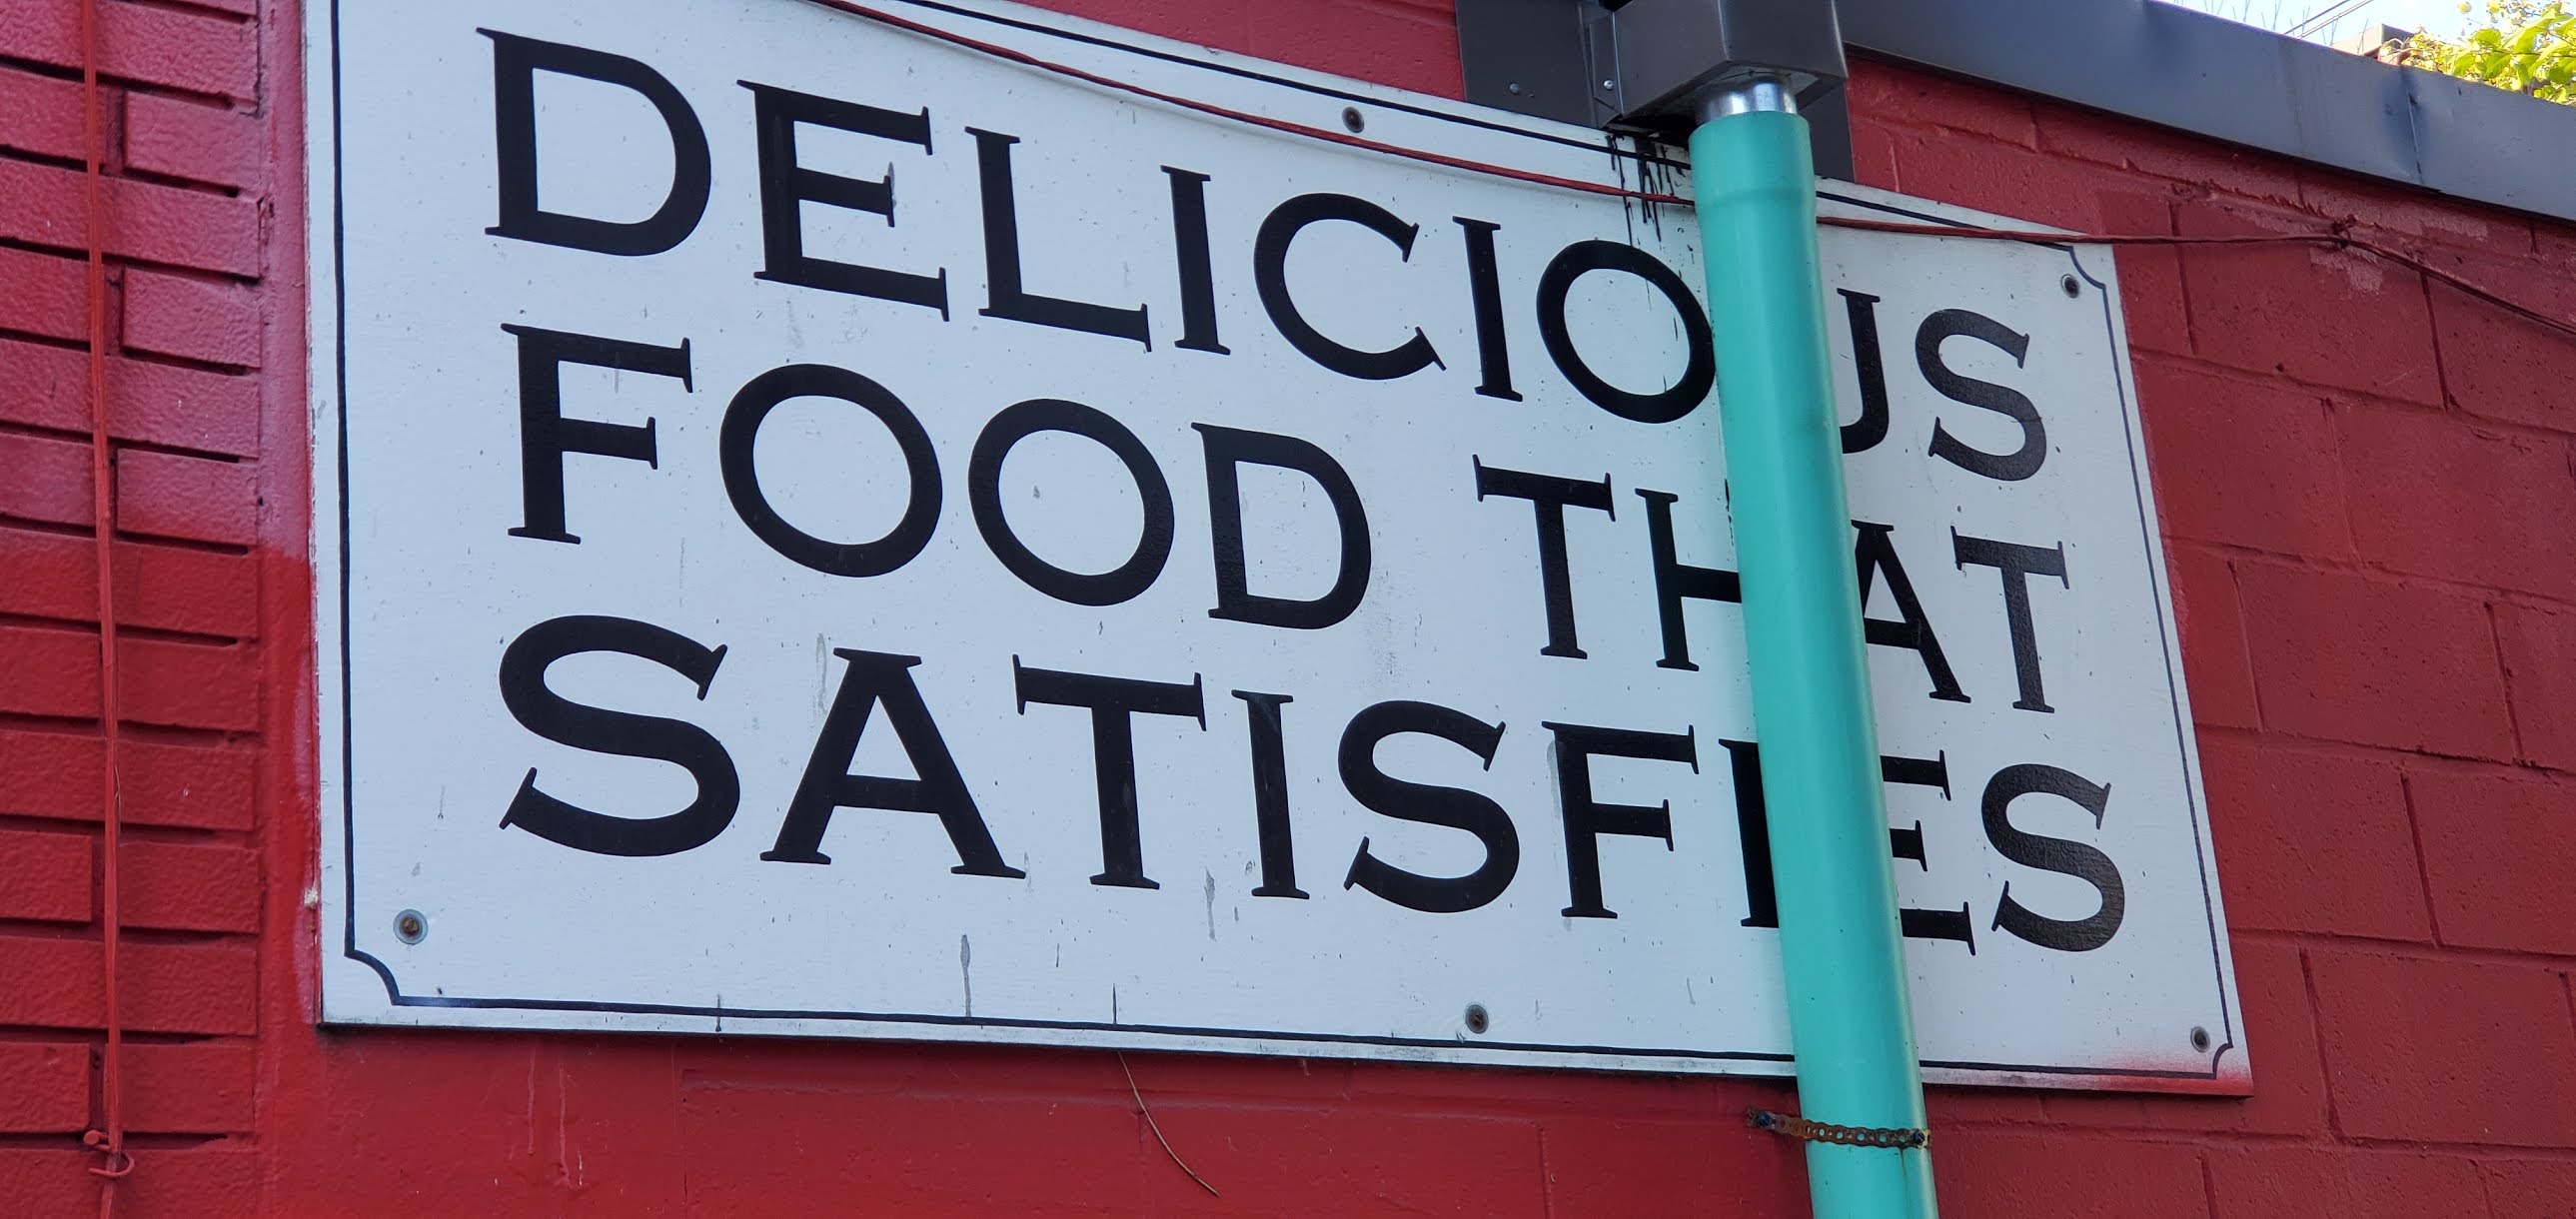 DELICIOUS
FOOD THAT
SATISFIES